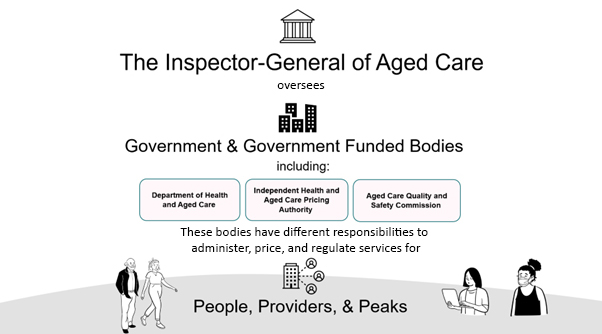 The Inspector-General of Aged Care
oversees
Government & Government Funded Bodies
including:
Department of Health
and Aged Care
Independent Health and
Aged Care Pricing
Authority
Aged Care Quality and
Safety Commission
These bodies have different responsibilities to
administer, price, and regulate services for
People, Providers, & Peaks